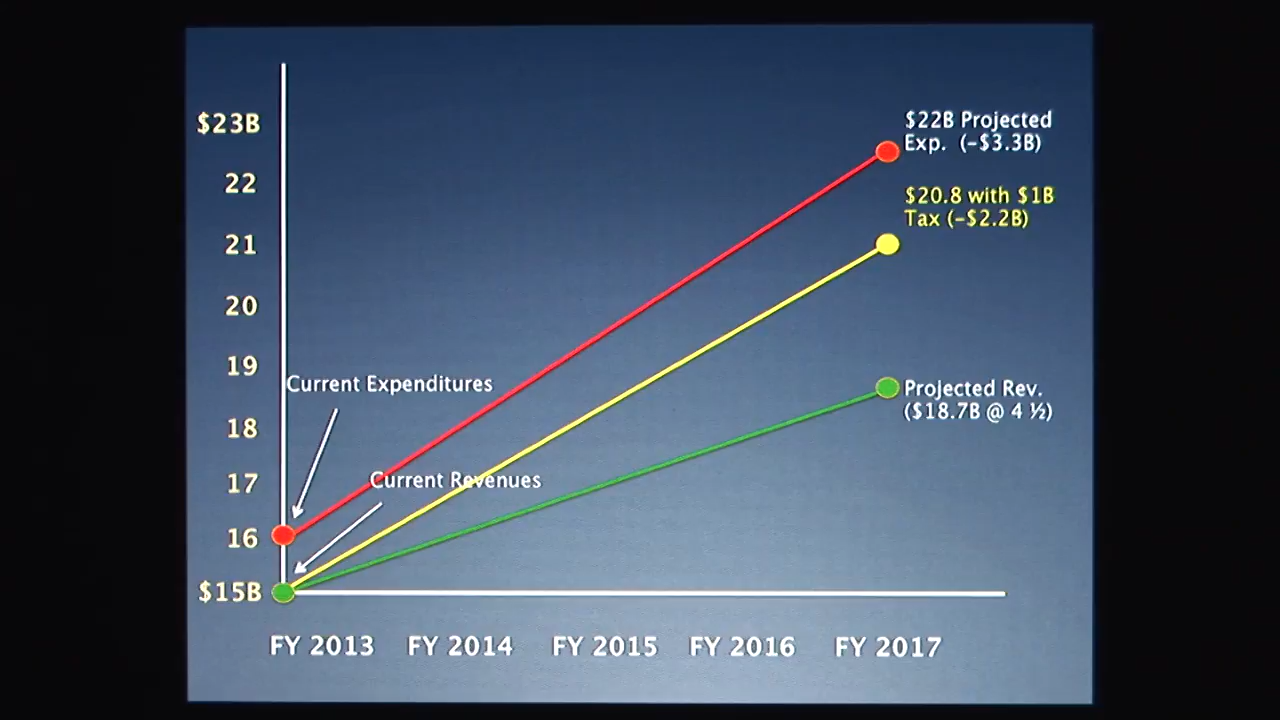 $23B
22
21
20
19
18
17
16
$15B
$22B Projected
Exp. (-$3.3B)
$20.8 with $1B
Tax (-$2.2B)
Projected Rev.
($18.7B @ 4 ½)
Current Expenditures
Current Revenues
FY 2013 FY 2014 FY 2015 FY 2016 FY 2017